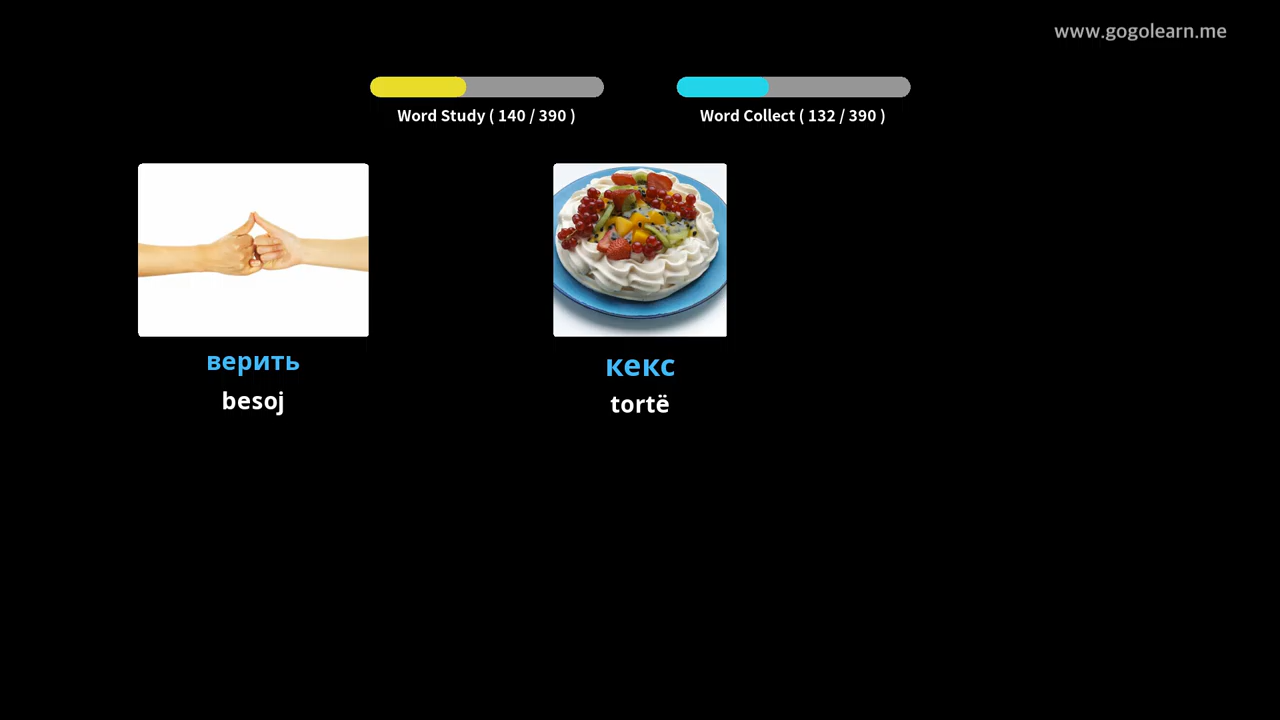 www.gogolearn.me
Word Study ( 140 / 390 )
Word Collect ( 132 / 390 )
верить
besoj
кекс
tortë